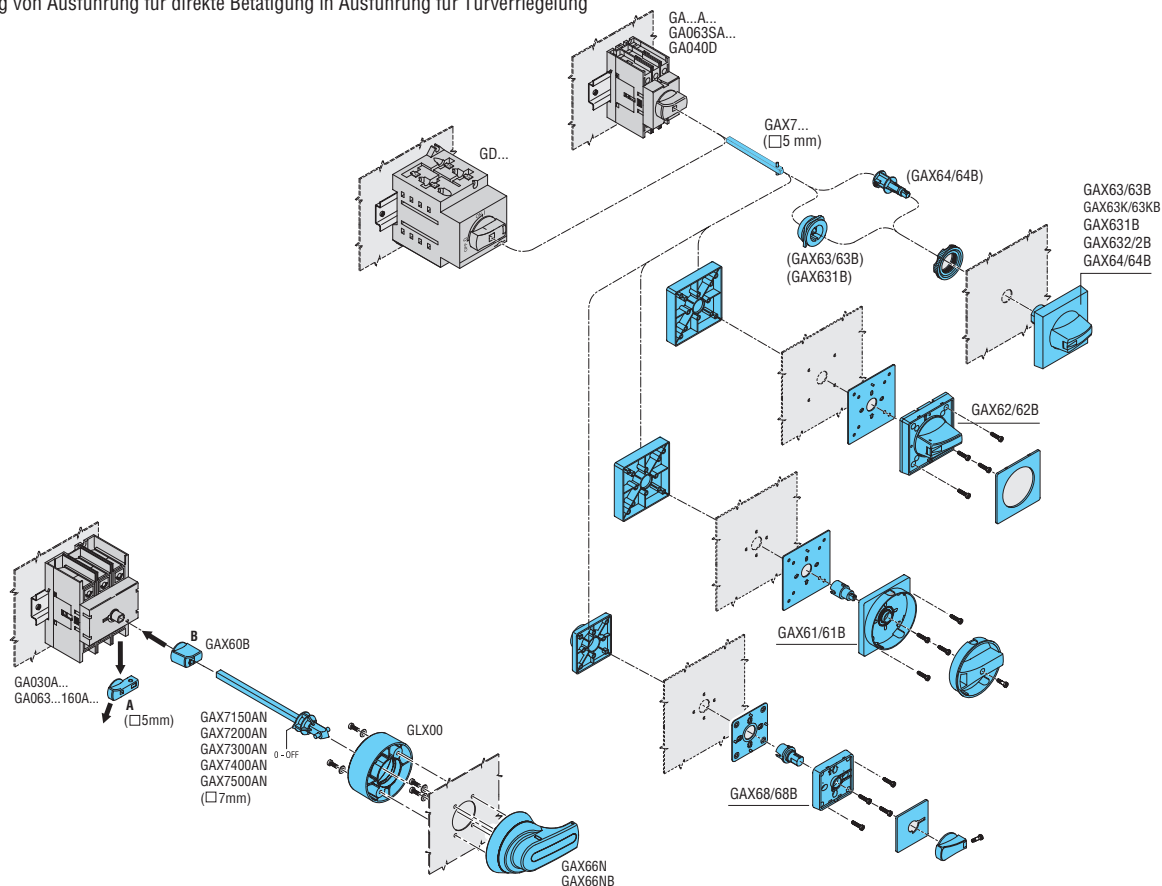 von Ausführung für direkte Betätigung in Ausführung für Türverriegelung
GA...A...
GA063SA...
GA040D
GD...
GAX7...
(□5 mm)
(GAX64/64B)
(GAX63/63B)
(GAX631B)
GAX63/63B
GAX63K/63KB
GAX631B
GAX632/2B
GAX64/64B
GAX62/62B
GAX61/61B
B
GAX60B
GA030A...
GA063...160A...
A
(□5mm)
GAX7150AN
GAX7200AN
GAX7300AN
GAX7400AN
GAX7500AN
(□7mm)
0 - OFF
GLX00
GAX68/68B
GAX66N
GAX66NB